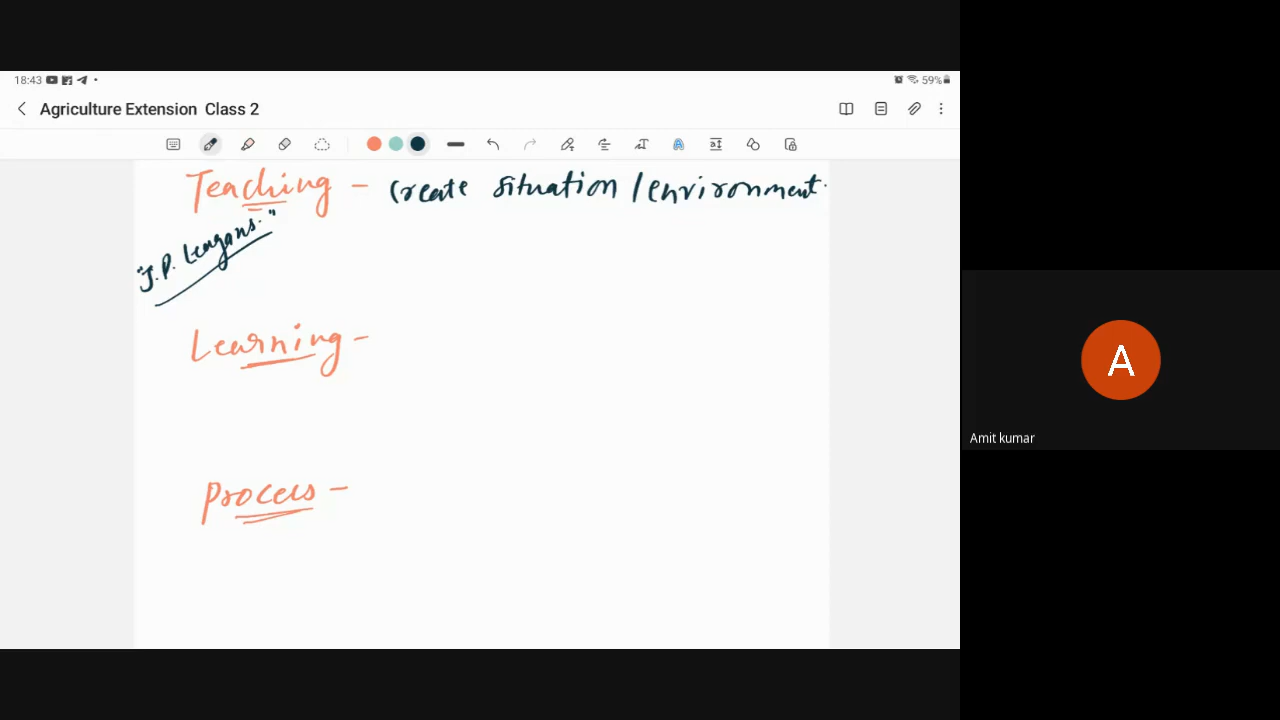 18:43
59%
Agriculture Extension Class 2
Teaching - Create situation / environment.
"J.P. Leagans."
Learning -
Process -
A
Amit kumar